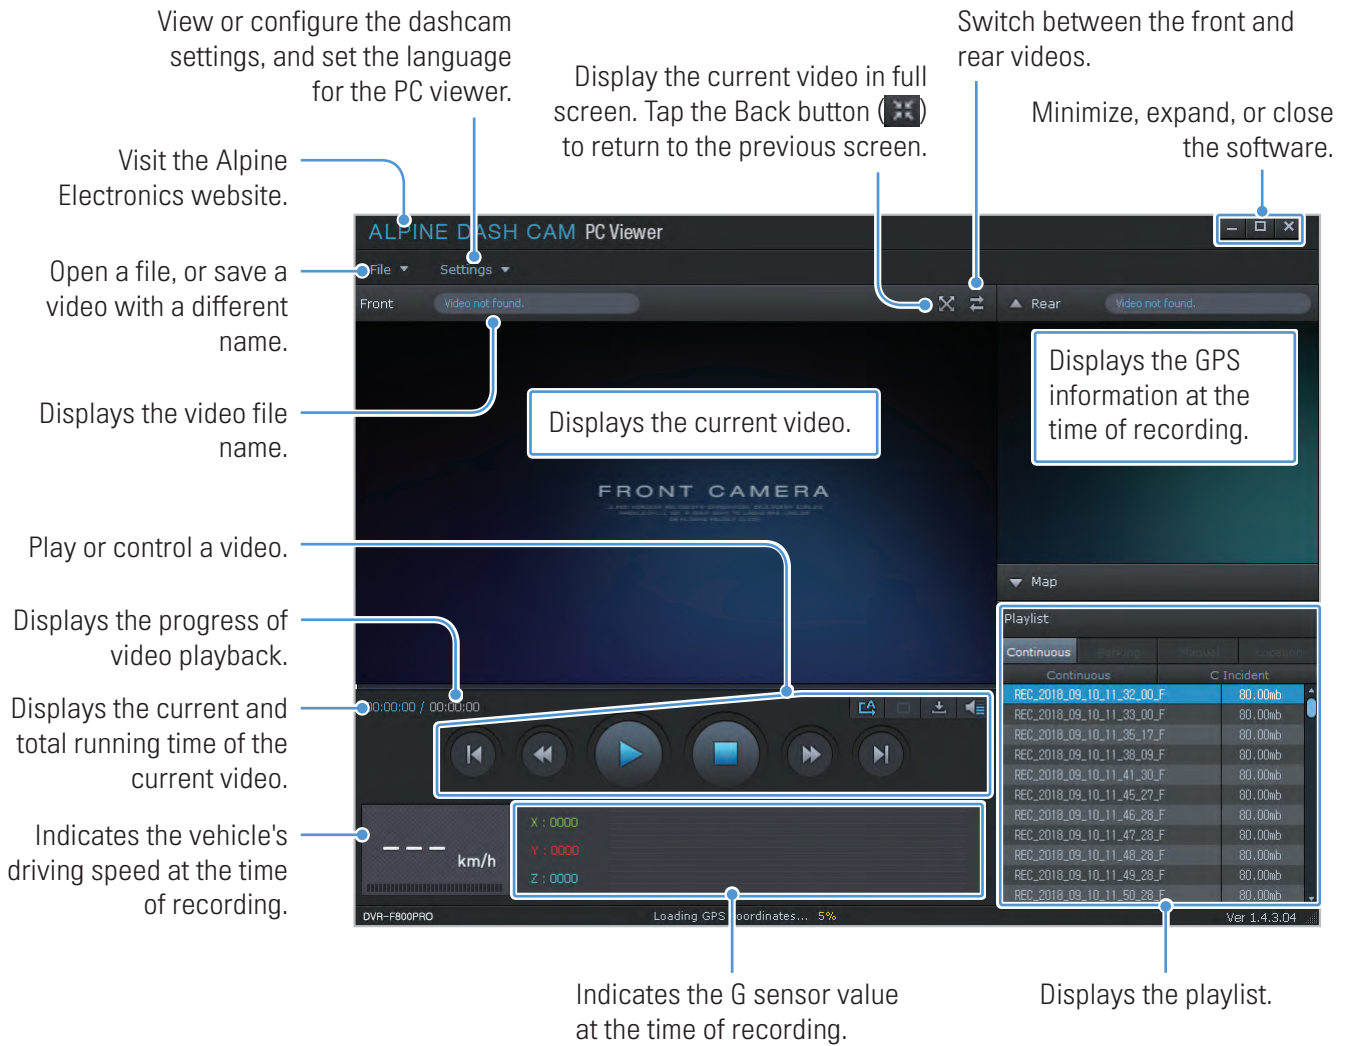 View or configure the dashcam
settings, and set the language
for the PC viewer.
Switch between the front and
rear videos.
Display the current video in full
screen. Tap the Back button ( )
to return to the previous screen.
Minimize, expand, or close
the software.
Visit the Alpine
Electronics website.
Open a file, or save a
video with a different
name.
Displays the video file
name.
Play or control a video.
Displays the progress of
video playback.
Displays the current and
total running time of the
current video.
Indicates the vehicle's
driving speed at the time
of recording.
ALPINE DASH CAM PC Viewer
File Settings
Front Video not found.
Rear Video not found.
Displays the current video.
Displays the GPS
information at the
time of recording.
FRONT CAMERA
Map
Playlist
Continuous Parking Manual Location
Continuous C Incident
REC_2018_09_10_11_32_00_F 80.00mb
REC_2018_09_10_11_33_00_F 80.00mb
REC_2018_09_10_11_35_17_F 80.00mb
REC_2018_09_10_11_38_09_F 80.00mb
REC_2018_09_10_11_41_30_F 80.00mb
REC_2018_09_10_11_45_27_F 80.00mb
REC_2018_09_10_11_46_28_F 80.00mb
REC_2018_09_10_11_47_28_F 80.00mb
REC_2018_09_10_11_48_28_F 80.00mb
REC_2018_09_10_11_49_28_F 80.00mb
REC_2018_09_10_11_50_28_F 80.00mb
00:00:00 / 00:00:00
--- km/h
X : 0000
Y : 0000
Z : 0000
DVR-F800PRO
Loading GPS coordinates... 5%
Ver 1.4.3.04
Indicates the G sensor value
at the time of recording.
Displays the playlist.